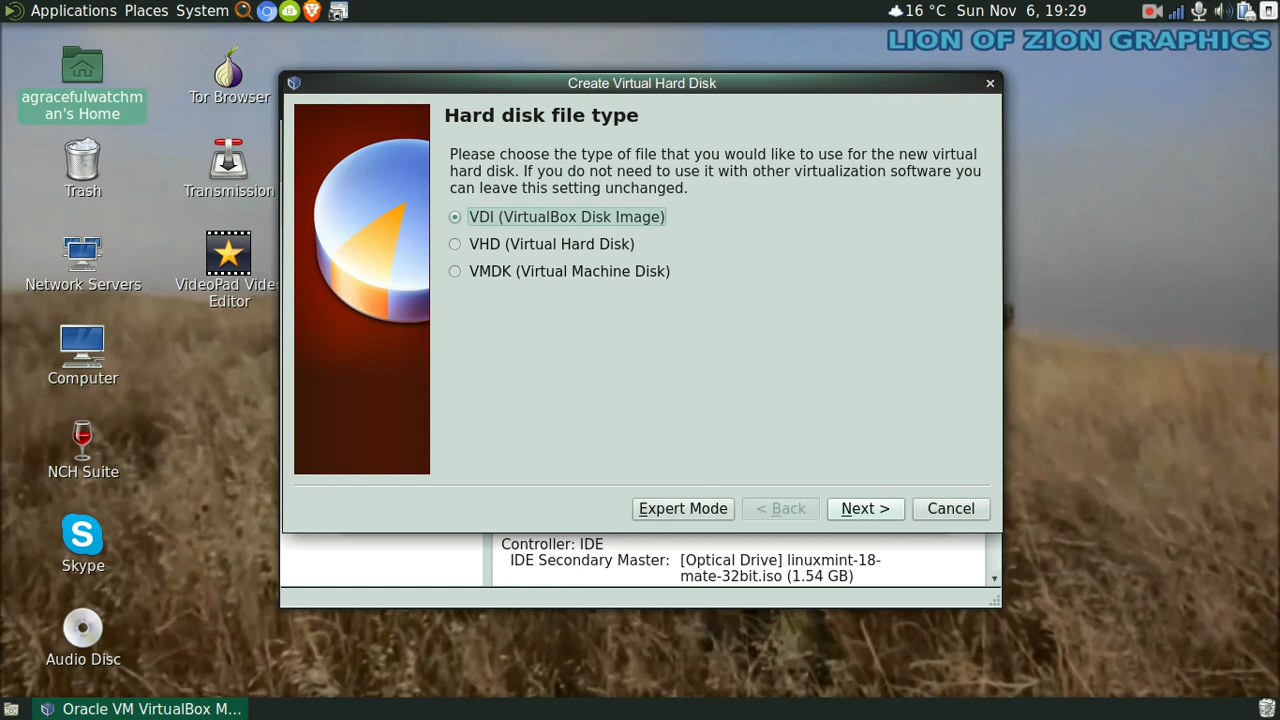 Applications Places System
16 °C Sun Nov 6, 19:29
LION OF ZION GRAPHICS
agracefulwatchm
an's Home
Tor Browser
Trash
Transmission
Network Servers
VideoPad Vide
Editor
Computer
NCH Suite
Skype
Audio Disc
Create Virtual Hard Disk
Hard disk file type
Please choose the type of file that you would like to use for the new virtual
hard disk. If you do not need to use it with other virtualization software you
can leave this setting unchanged.
VDI (VirtualBox Disk Image)
VHD (Virtual Hard Disk)
VMDK (Virtual Machine Disk)
Expert Mode
< Back
Next >
Cancel
Controller: IDE
IDE Secondary Master: [Optical Drive] linuxmint-18-
mate-32bit.iso (1.54 GB)
Oracle VM VirtualBox M...